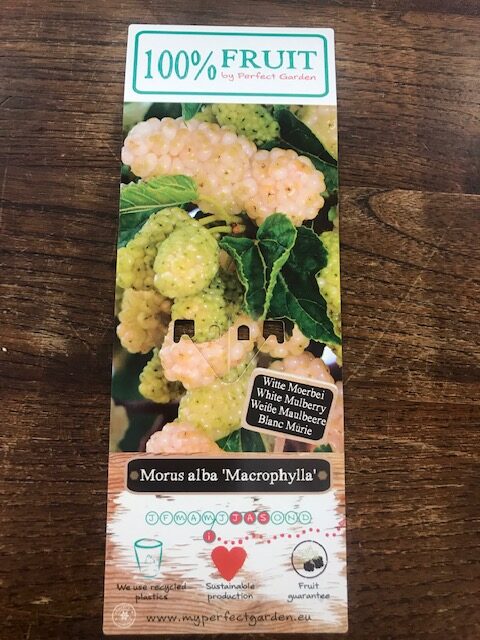 100% FRUIT
by Perfect Garden
Witte Moerbei
White Mulberry
Weiße Maulbeere
Blanc Mûrie
Morus alba 'Macrophylla'
J F M A M J J A S O N D
i
We use recycled
plastics
Sustainable
production
Fruit
guarantee
www.myperfectgarden.eu